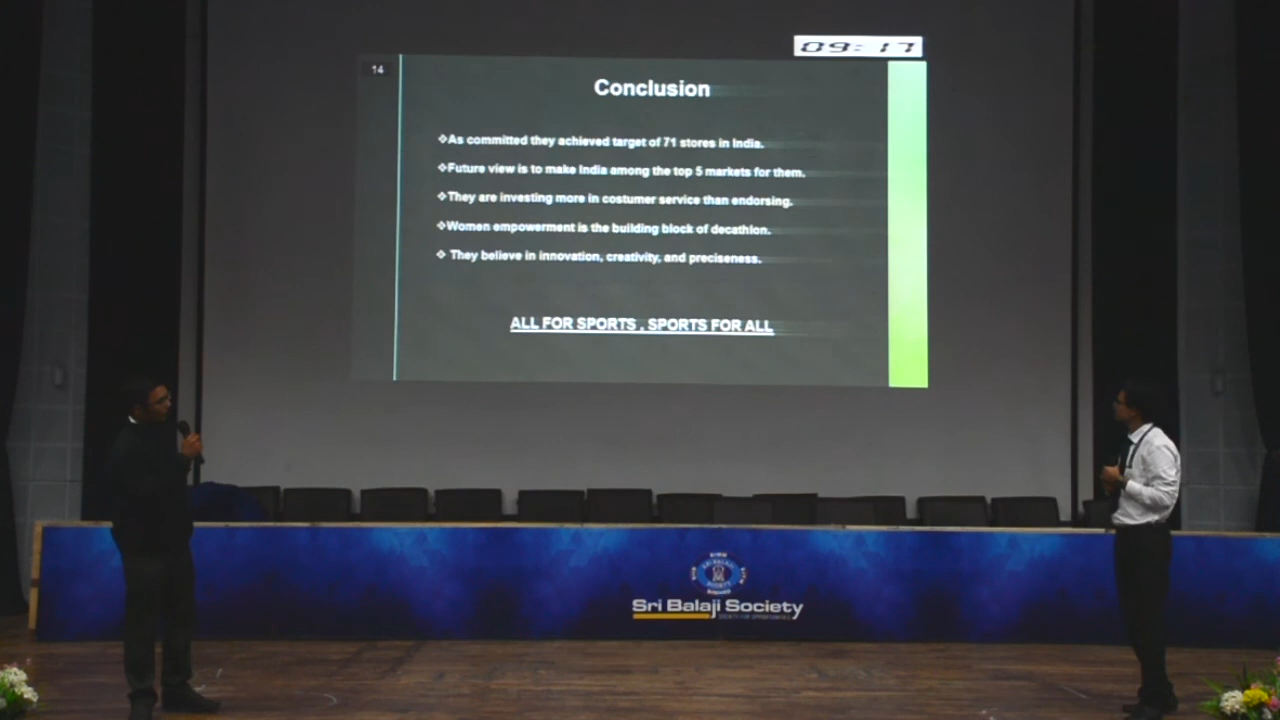 09:17
14
Conclusion
❖As committed they achieved target of 71 stores in India.
❖Future view is to make India among the top 5 markets for them.
❖They are investing more in costumer service than endorsing.
❖Women empowerment is the building block of decathlon.
❖ They believe in innovation, creativity, and preciseness.
ALL FOR SPORTS , SPORTS FOR ALL
Sri Balaji Society